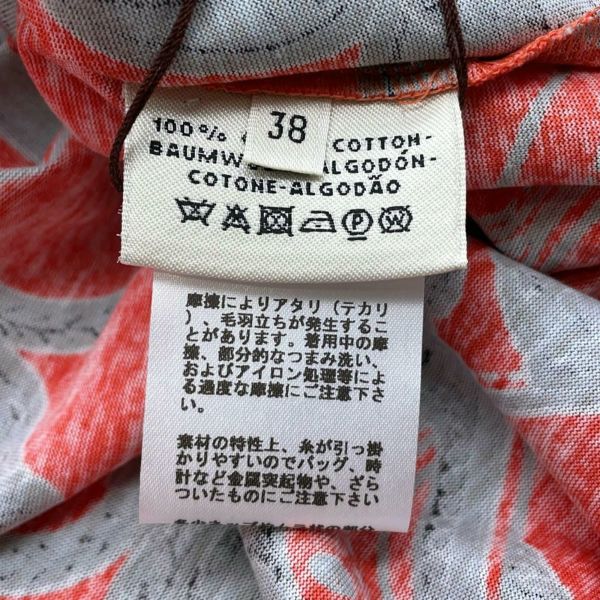 38
100% COTTON-
BAUMW ALGODÓN-
COTONE-ALGODÃO
P W
摩擦によりアタリ（テカリ
）、毛羽立ちが発生するこ
とがあります。着用中の摩
擦、部分的なつまみ洗い、
およびアイロン処理等によ
る過度な摩擦にご注意下さ
い。
素材の特性上、糸が引っ掛
かりやすいのでバッグ、時
計など金属突起物や、ざら
ついたものにご注意下さい